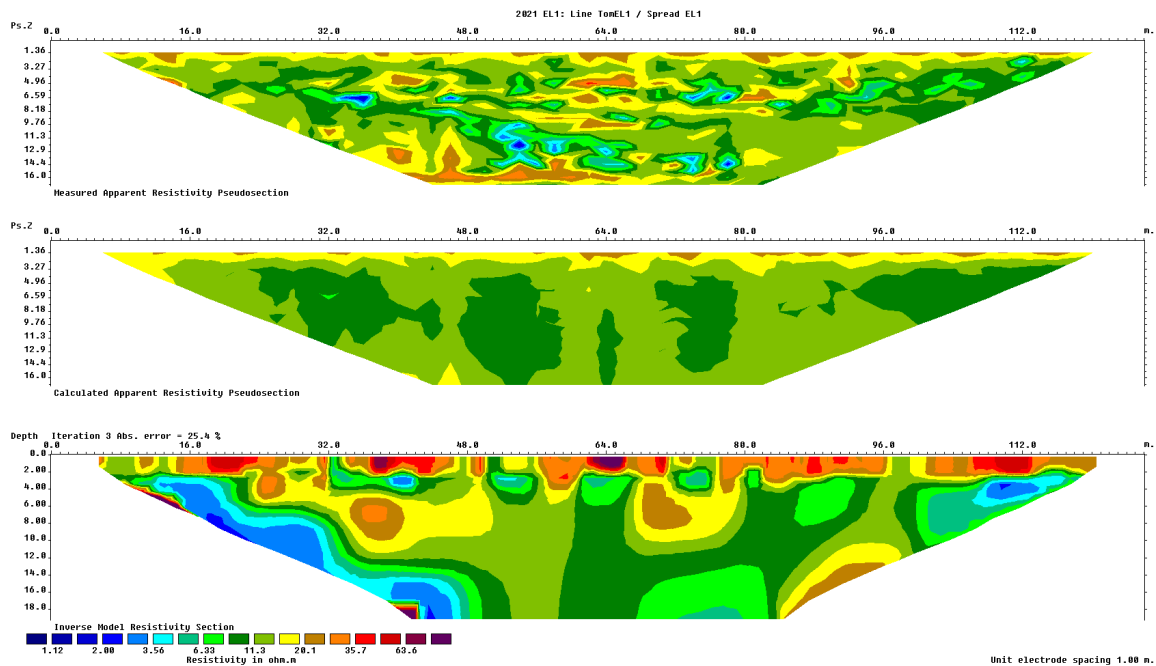 2021 EL1: Line TomEL1 / Spread EL1
Ps.Z 0.0 16.0 32.0 48.0 64.0 80.0 96.0 112.0 m.
1.36
3.27
4.96
6.59
8.18
9.76
11.3
12.9
14.4
16.0
Measured Apparent Resistivity Pseudosection
Ps.Z 0.0 16.0 32.0 48.0 64.0 80.0 96.0 112.0 m.
1.36
3.27
4.96
6.59
8.18
9.76
11.3
12.9
14.4
16.0
Calculated Apparent Resistivity Pseudosection
Depth Iteration 3 Abs. error = 25.4 %
0.0 16.0 32.0 48.0 64.0 80.0 96.0 112.0 m.
0.0
2.00
4.00
6.00
8.00
10.0
12.0
14.0
16.0
18.0
Inverse Model Resistivity Section
1.12 2.00 3.56 6.33 11.3 20.1 35.7 63.6
Resistivity in ohm.m
Unit electrode spacing 1.00 m.